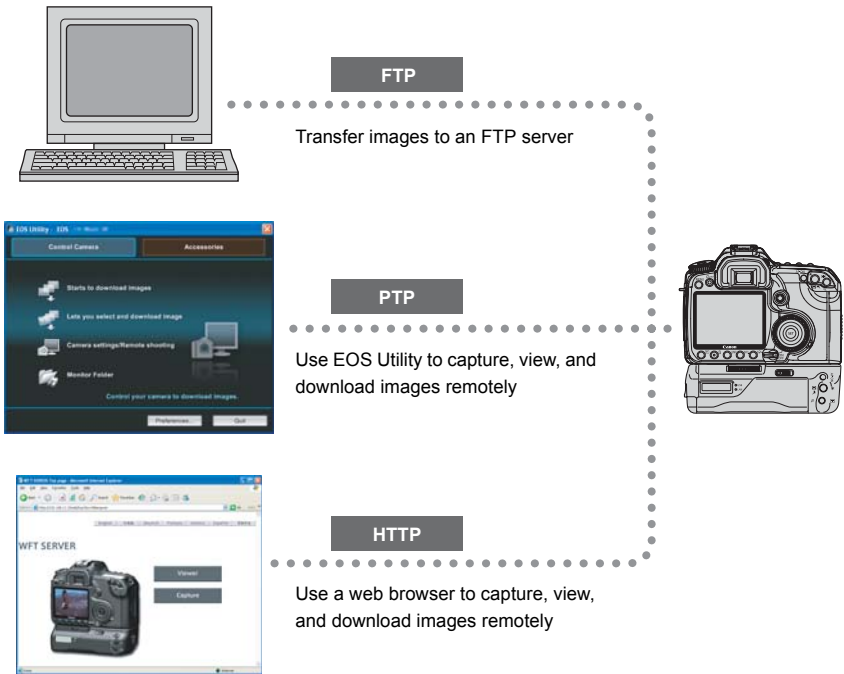 FTP
Transfer images to an FTP server
EOS Utility - EOS
Control Camera
Accessories
Starts to download images
Lets you select and download image
Camera settings/Remote shooting
Monitor Folder
Control your camera to download images.
Preferences...
Quit
PTP
Use EOS Utility to capture, view, and
download images remotely
Canon
WFT SERVER
Viewer
Capture
HTTP
Use a web browser to capture, view,
and download images remotely